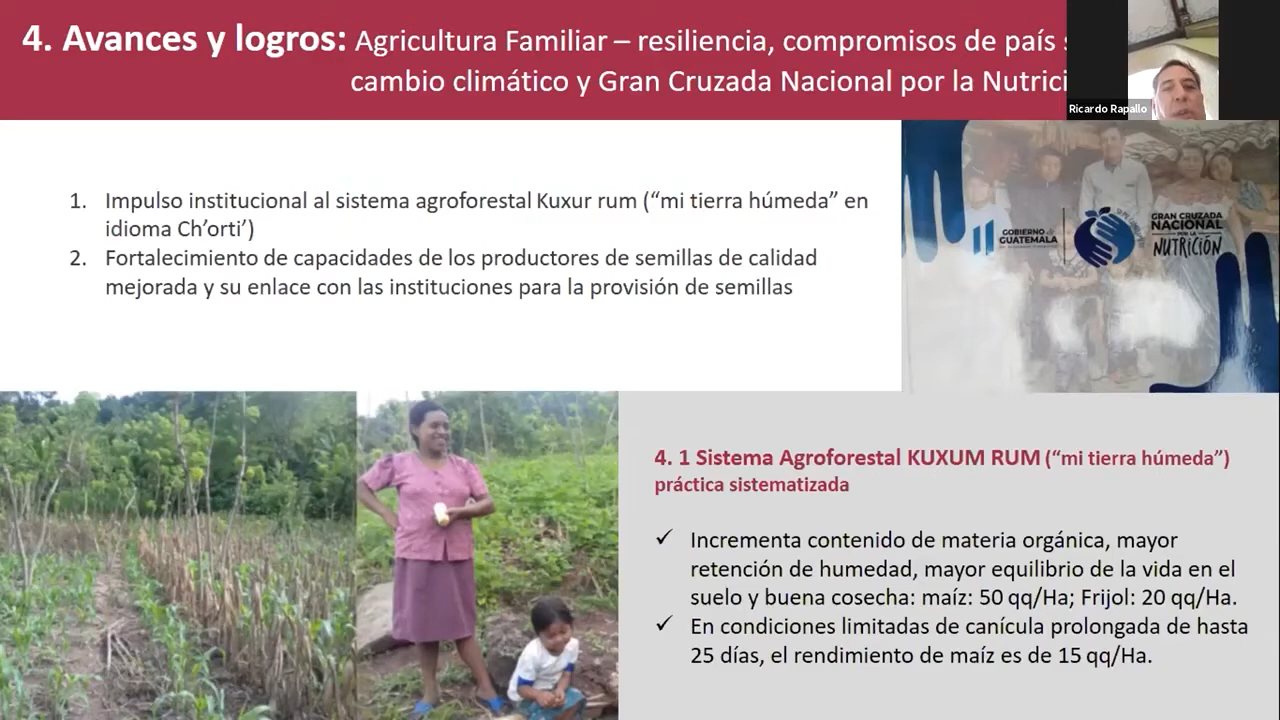 4. Avances y logros: Agricultura Familiar – resiliencia, compromisos de país
cambio climático y Gran Cruzada Nacional por la Nutrici
Ricardo Rapallo
1. Impulso institucional al sistema agroforestal Kuxur rum (“mi tierra húmeda” en
idioma Ch’orti’)
2. Fortalecimiento de capacidades de los productores de semillas de calidad
mejorada y su enlace con las instituciones para la provisión de semillas
GOBIERNO de
GUATEMALA
GRAN CRUZADA
NACIONAL
POR LA
NUTRICIÓN
4. 1 Sistema Agroforestal KUXUM RUM (“mi tierra húmeda”)
práctica sistematizada
✓ Incrementa contenido de materia orgánica, mayor
retención de humedad, mayor equilibrio de la vida en el
suelo y buena cosecha: maíz: 50 qq/Ha; Frijol: 20 qq/Ha.
✓ En condiciones limitadas de canícula prolongada de hasta
25 días, el rendimiento de maíz es de 15 qq/Ha.